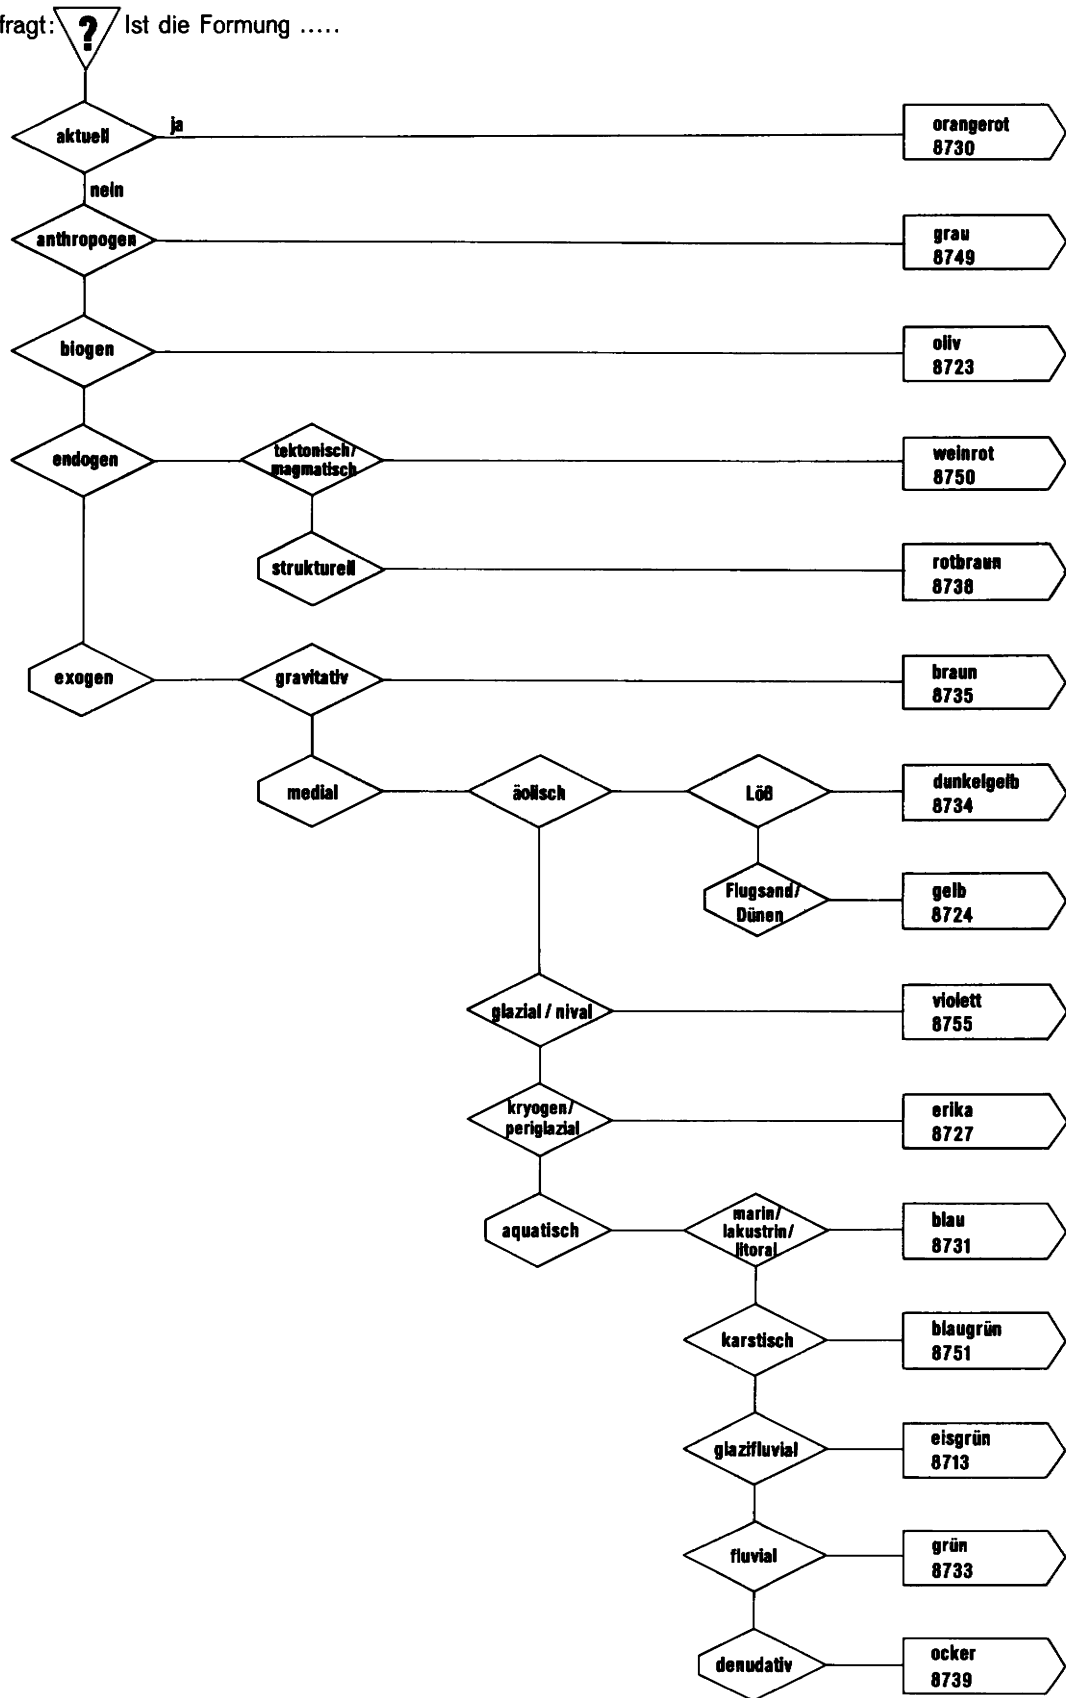 fragt: ? Ist die Formung .....
aktuell
ja
orangerot
8730
nein
anthropogen
grau
8749
biogen
oliv
8723
endogen
tektonisch/
magmatisch
weinrot
8750
strukturell
rotbraun
8738
exogen
gravitativ
braun
8735
medial
äolisch
Löß
dunkelgelb
8734
Flugsand/
Dünen
gelb
8724
glazial / nival
violett
8755
kryogen/
periglazial
erika
8727
aquatisch
marin/
lakustrin/
litoral
blau
8731
karstisch
blaugrün
8751
glazifluvial
eisgrün
8713
fluvial
grün
8733
denudativ
ocker
8739